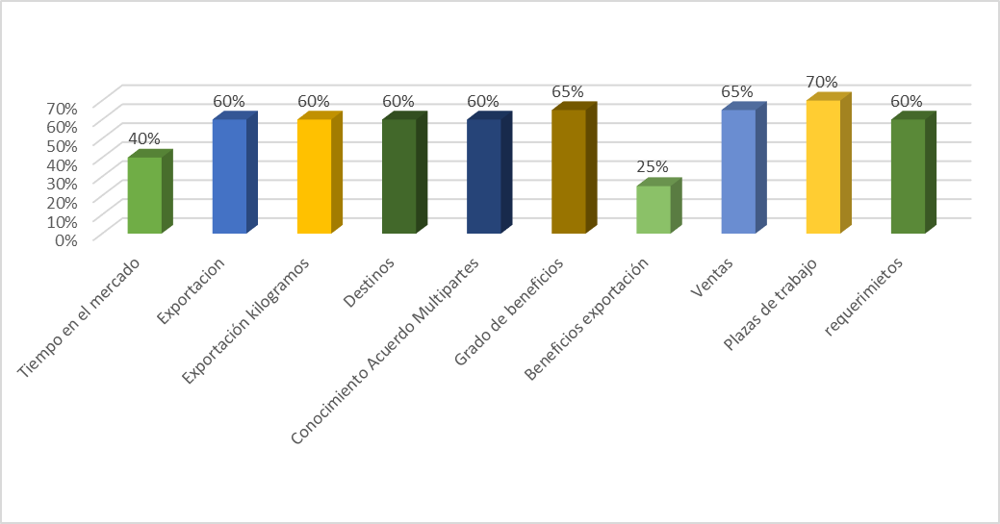 70%
60%
50%
40%
30%
20%
10%
0%
40%
60%
60%
60%
60%
65%
25%
65%
70%
60%
Tiempo en el mercado
Exportacion
Exportación kilogramos
Destinos
Conocimiento Acuerdo Multipartes
Grado de beneficios
Beneficios exportación
Ventas
Plazas de trabajo
requerimietos